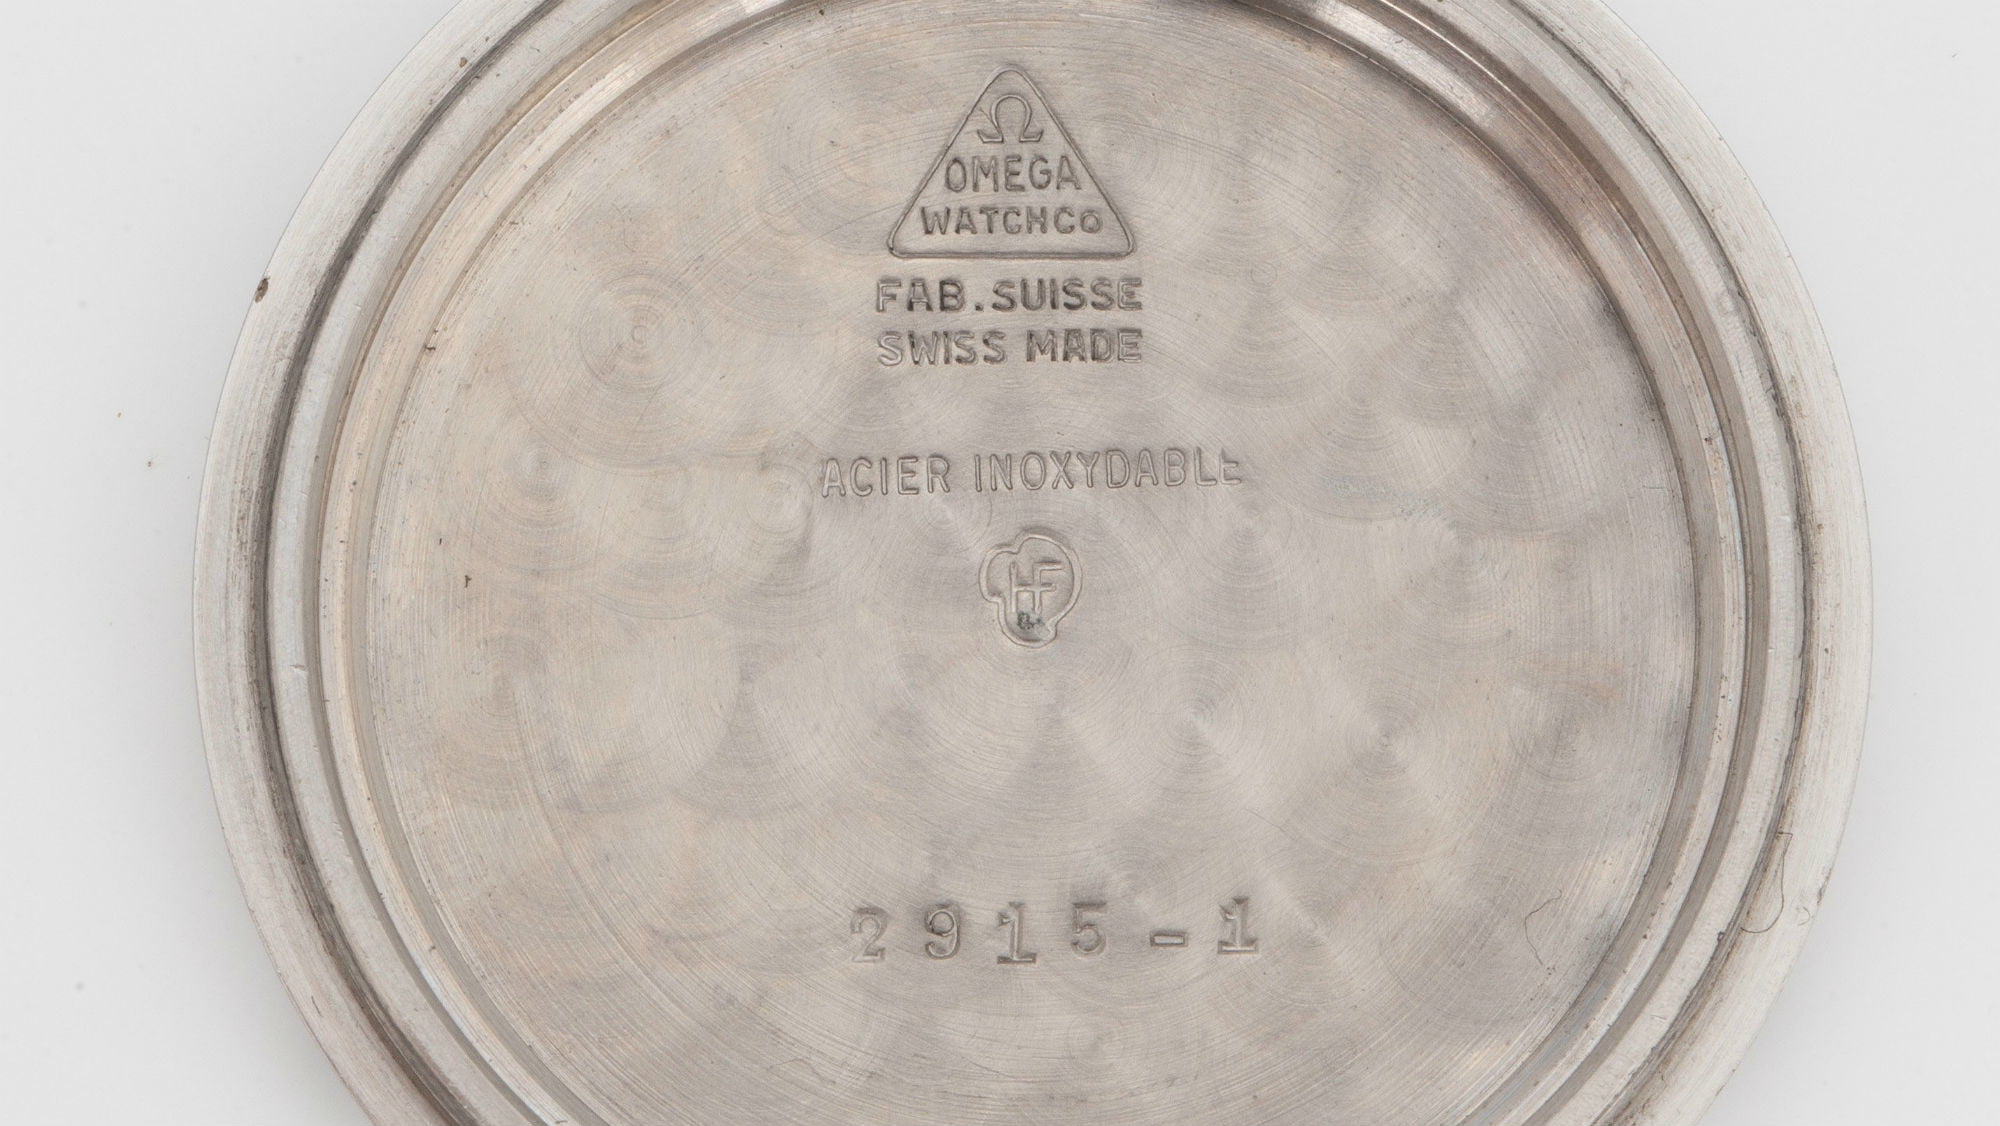 Ω
OMEGA
WATCHCO
FAB.SUISSE
SWISS MADE
ACIER INOXYDABLE
HF
2915-1